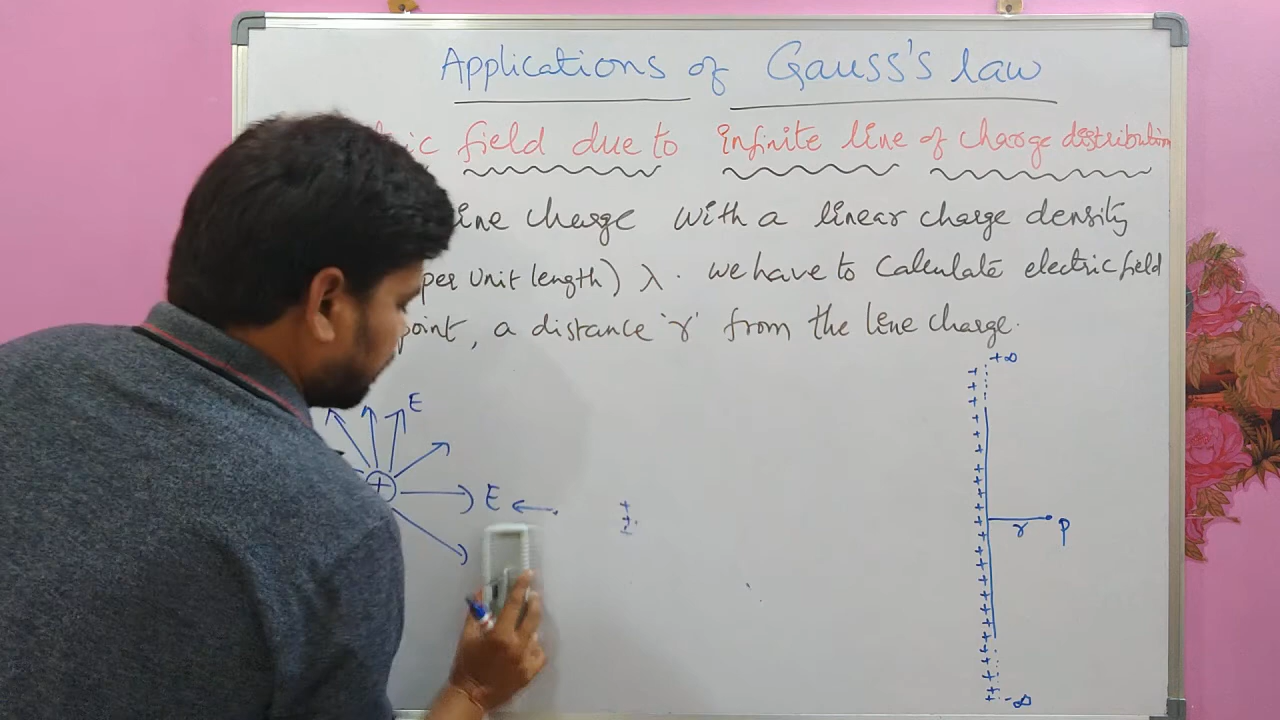 Applications of Gauss's law
ric field due to infinite line of charge distribution
line charge with a linear charge density
per unit length) λ. we have to calculate electric field
point, a distance 'r' from the line charge.
+∞
E
+
E
r P
-∞